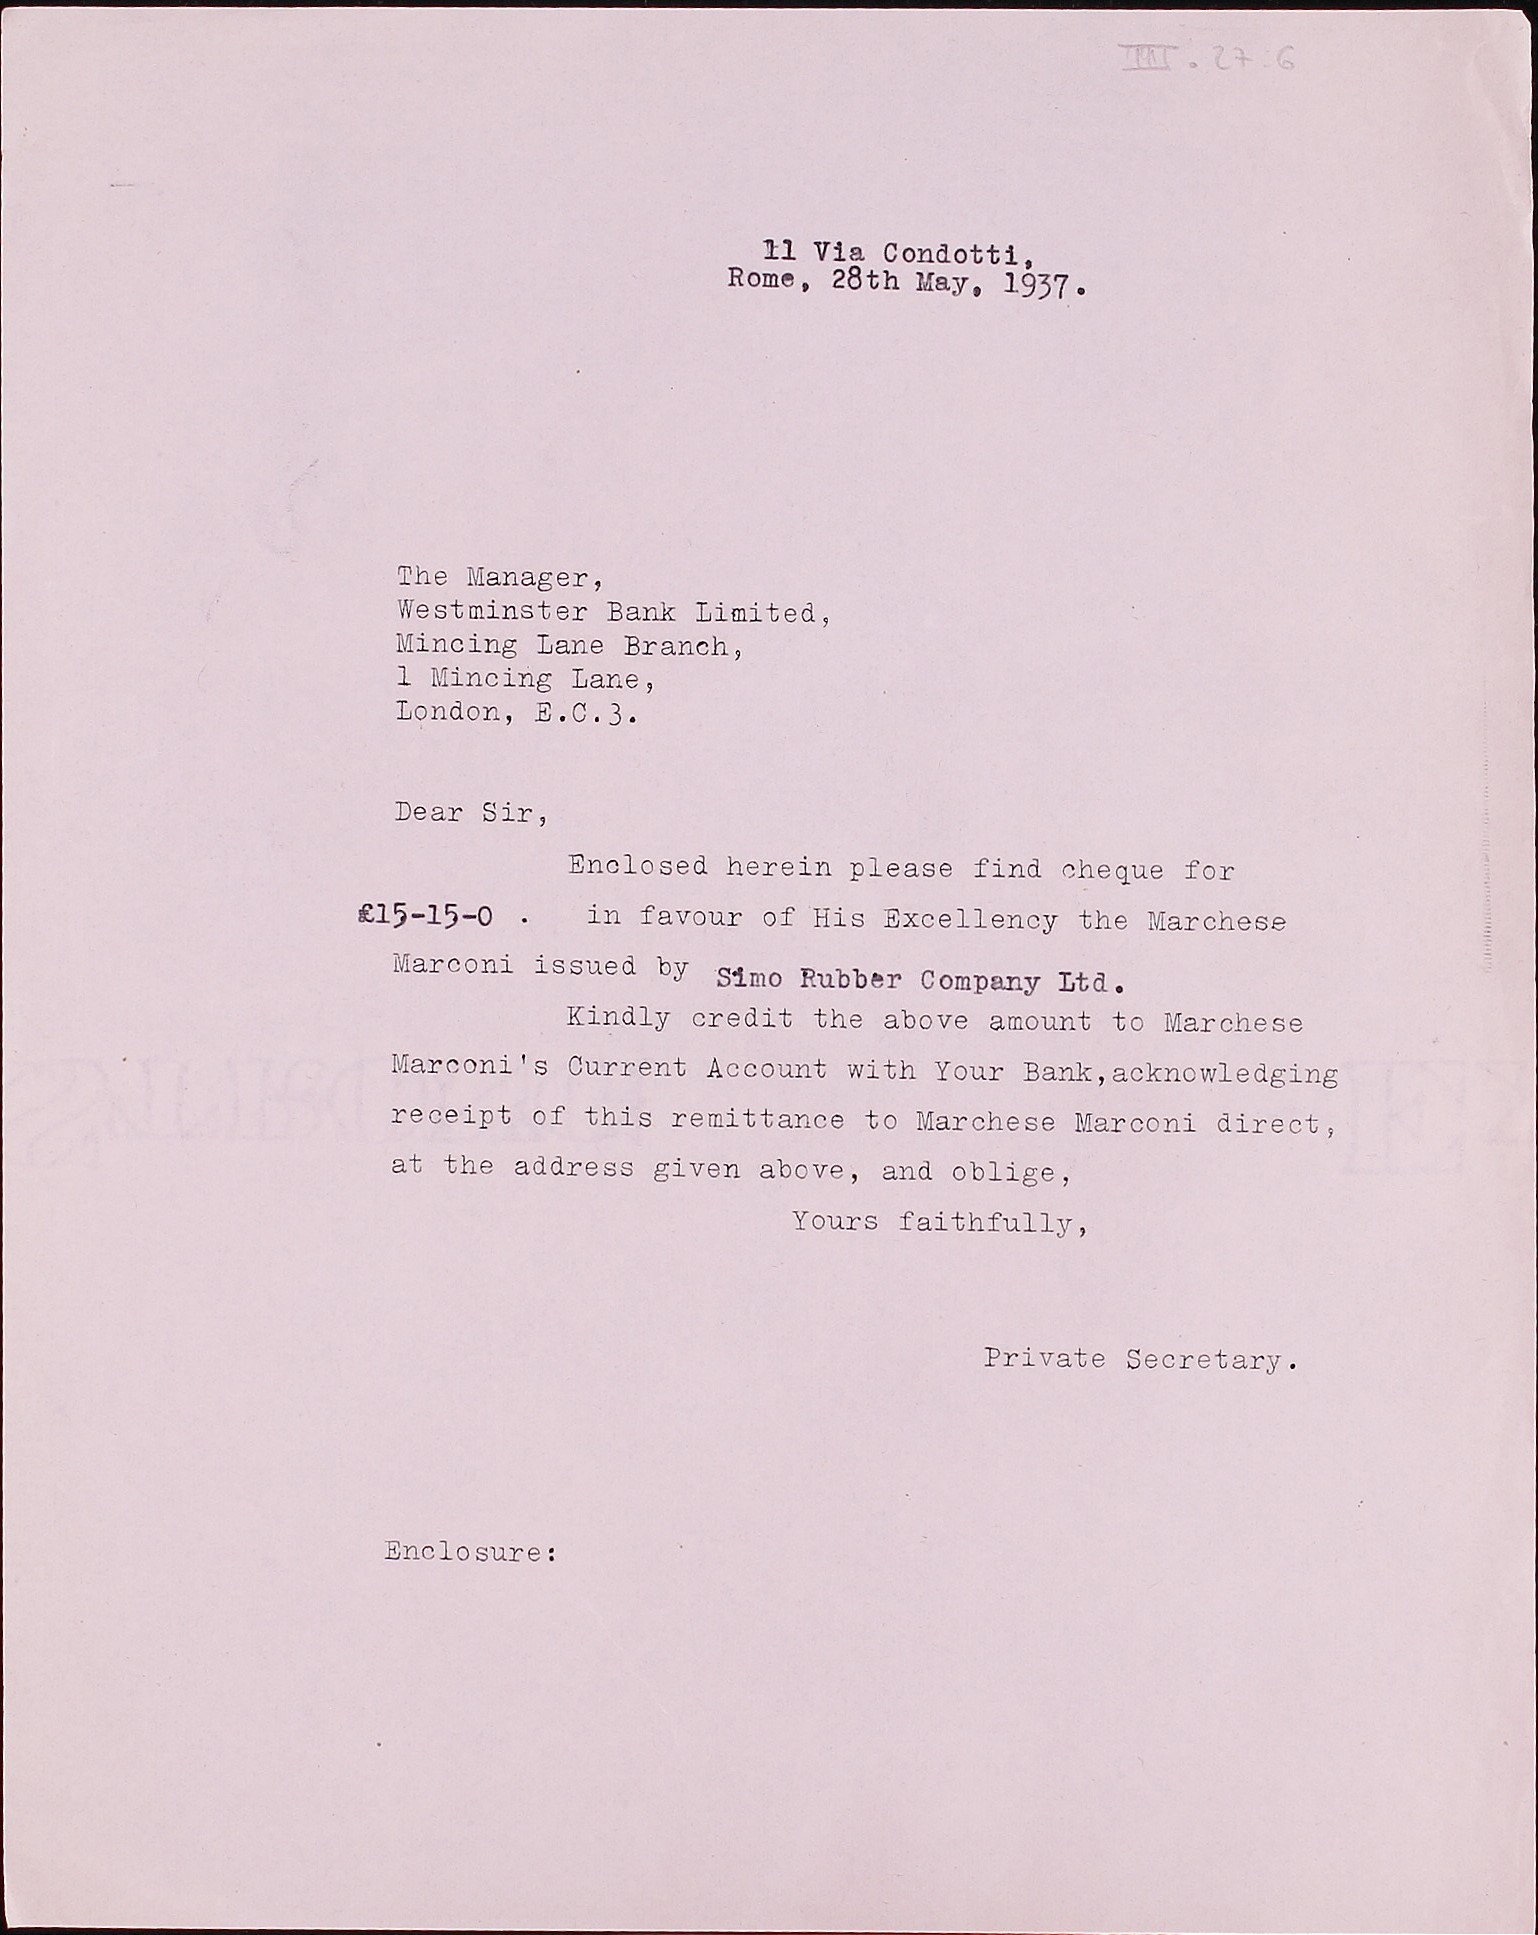 III.27:6
11 Via Condotti,
Rome, 28th May, 1937.
The Manager,
Westminster Bank Limited,
Mincing Lane Branch,
1 Mincing Lane,
London, E.C.3.
Dear Sir,
Enclosed herein please find cheque for
£15-15-0 . in favour of His Excellency the Marchese
Marconi issued by Simo Rubber Company Ltd.
Kindly credit the above amount to Marchese
Marconi's Current Account with Your Bank,acknowledging
receipt of this remittance to Marchese Marconi direct,
at the address given above, and oblige,
Yours faithfully,
Private Secretary.
Enclosure: